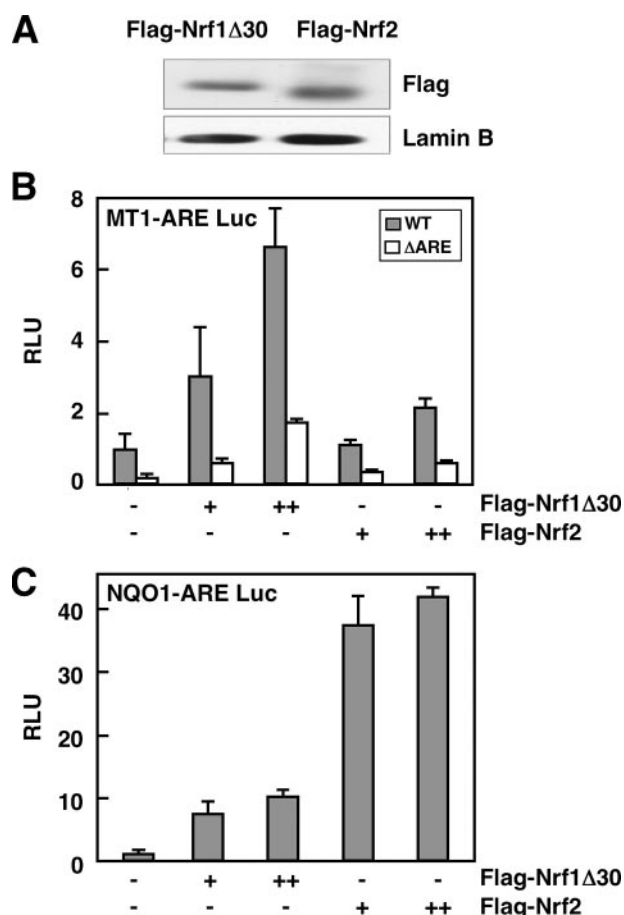 A
Flag-Nrf1Δ30 Flag-Nrf2
Flag
Lamin B
B
MT1-ARE Luc
WT
ΔARE
RLU
8
6
4
2
0
- + ++ - - Flag-Nrf1Δ30
- - - + ++ Flag-Nrf2
C
NQO1-ARE Luc
RLU
40
30
20
10
0
- + ++ - - Flag-Nrf1Δ30
- - - + ++ Flag-Nrf2